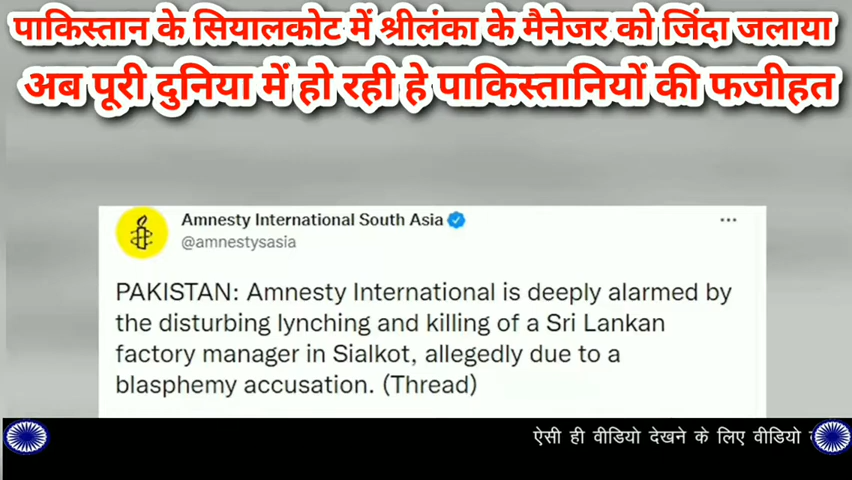 पाकिस्तान के सियालकोट में श्रीलंका के मैनेजर को जिंदा जलाया
अब पूरी दुनिया में हो रही हे पाकिस्तानियों की फजीहत
Amnesty International South Asia
@amnestysasia
PAKISTAN: Amnesty International is deeply alarmed by
the disturbing lynching and killing of a Sri Lankan
factory manager in Sialkot, allegedly due to a
blasphemy accusation. (Thread)
ऐसी ही वीडियो देखने के लिए वीडियो